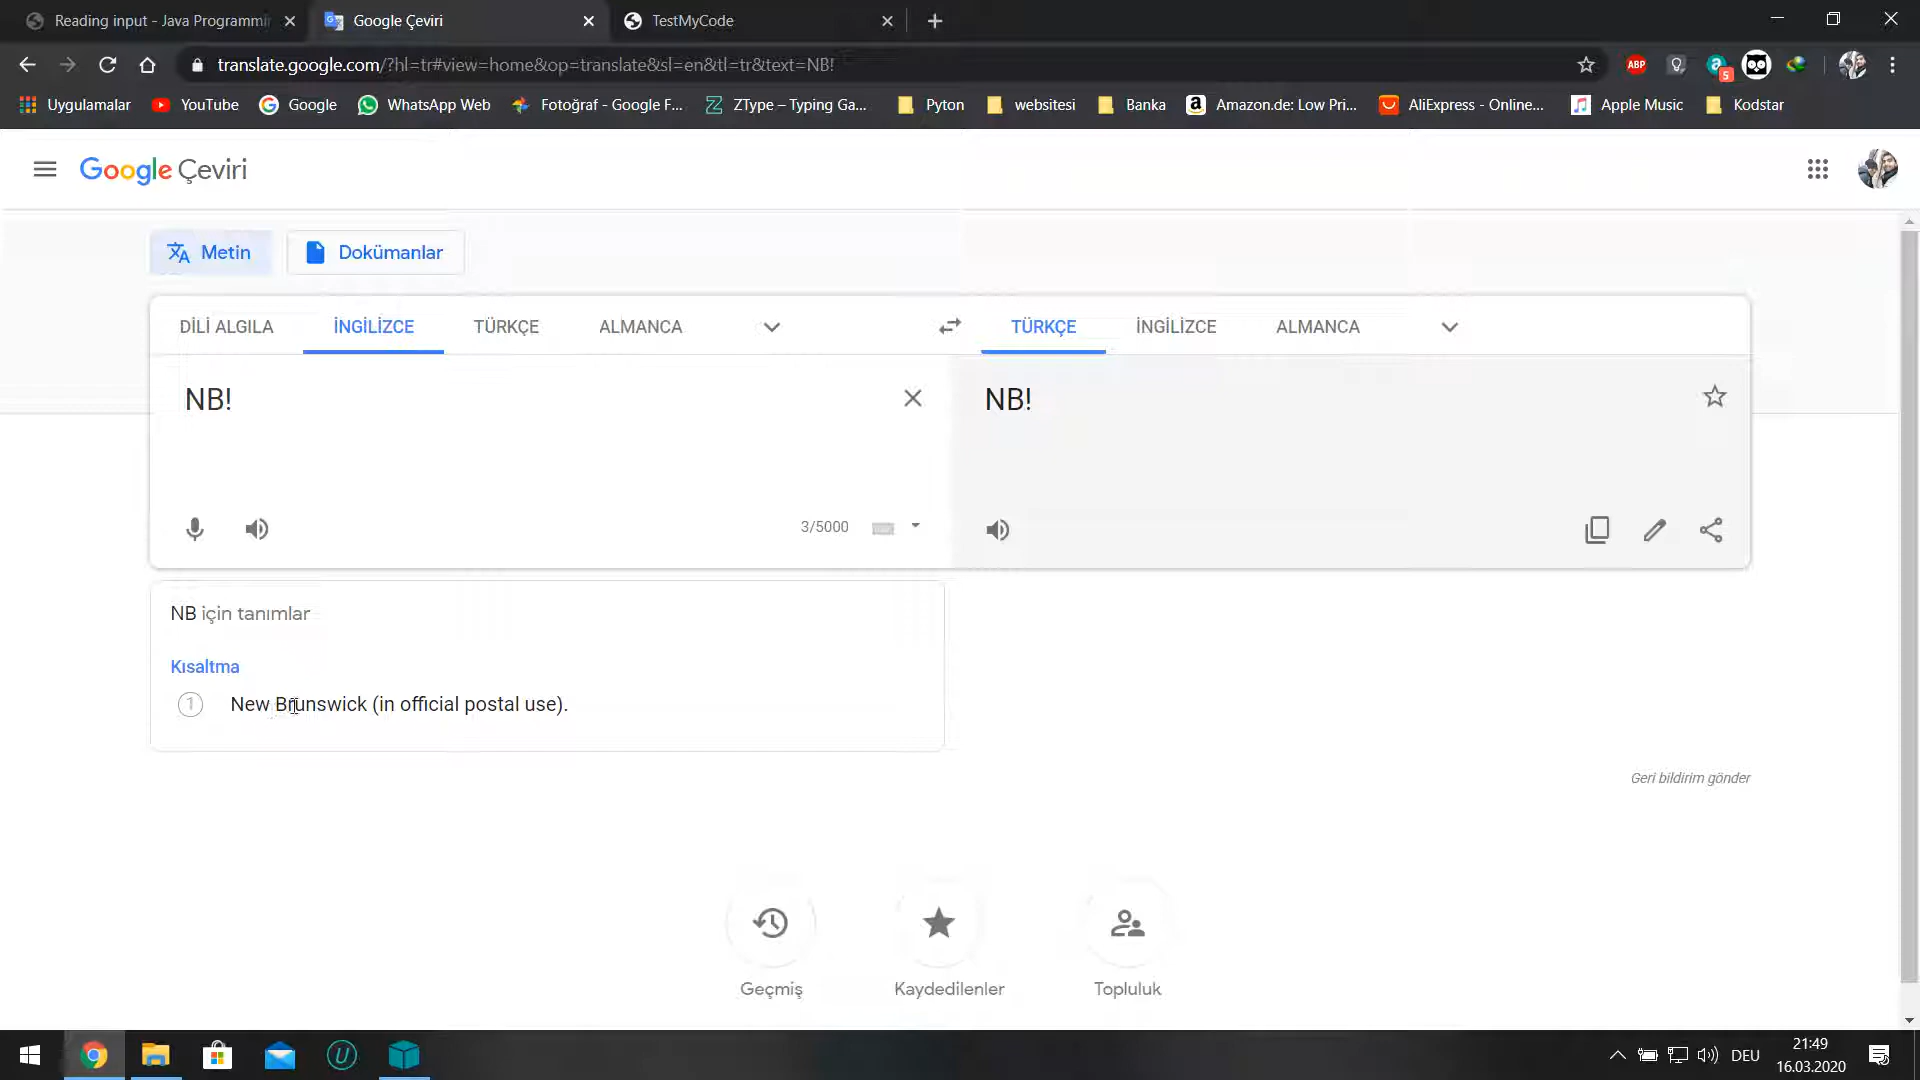 Reading input - Java Programmin
Google Çeviri
TestMyCode
translate.google.com/?hl=tr#view=home&op=translate&sl=en&tl=tr&text=NB!
ABP
5
Uygulamalar
YouTube
Google
WhatsApp Web
Fotoğraf - Google F...
ZType – Typing Ga...
Pyton
websitesi
Banka
Amazon.de: Low Pri...
AliExpress - Online...
Apple Music
Kodstar
Google Çeviri
Metin
Dokümanlar
DİLİ ALGILA
İNGİLİZCE
TÜRKÇE
ALMANCA
TÜRKÇE
İNGİLİZCE
ALMANCA
NB!
NB!
3/5000
NB için tanımlar
Kısaltma
1 New Brunswick (in official postal use).
Geri bildirim gönder
Geçmiş
Kaydedilenler
Topluluk
DEU
21:49
16.03.2020